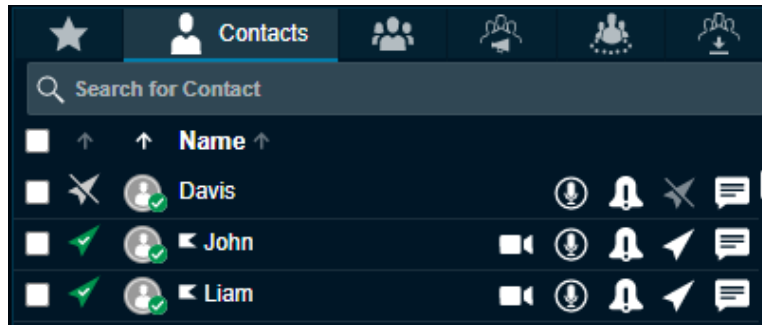 Contacts
Search for Contact
Name
Davis
John
Liam